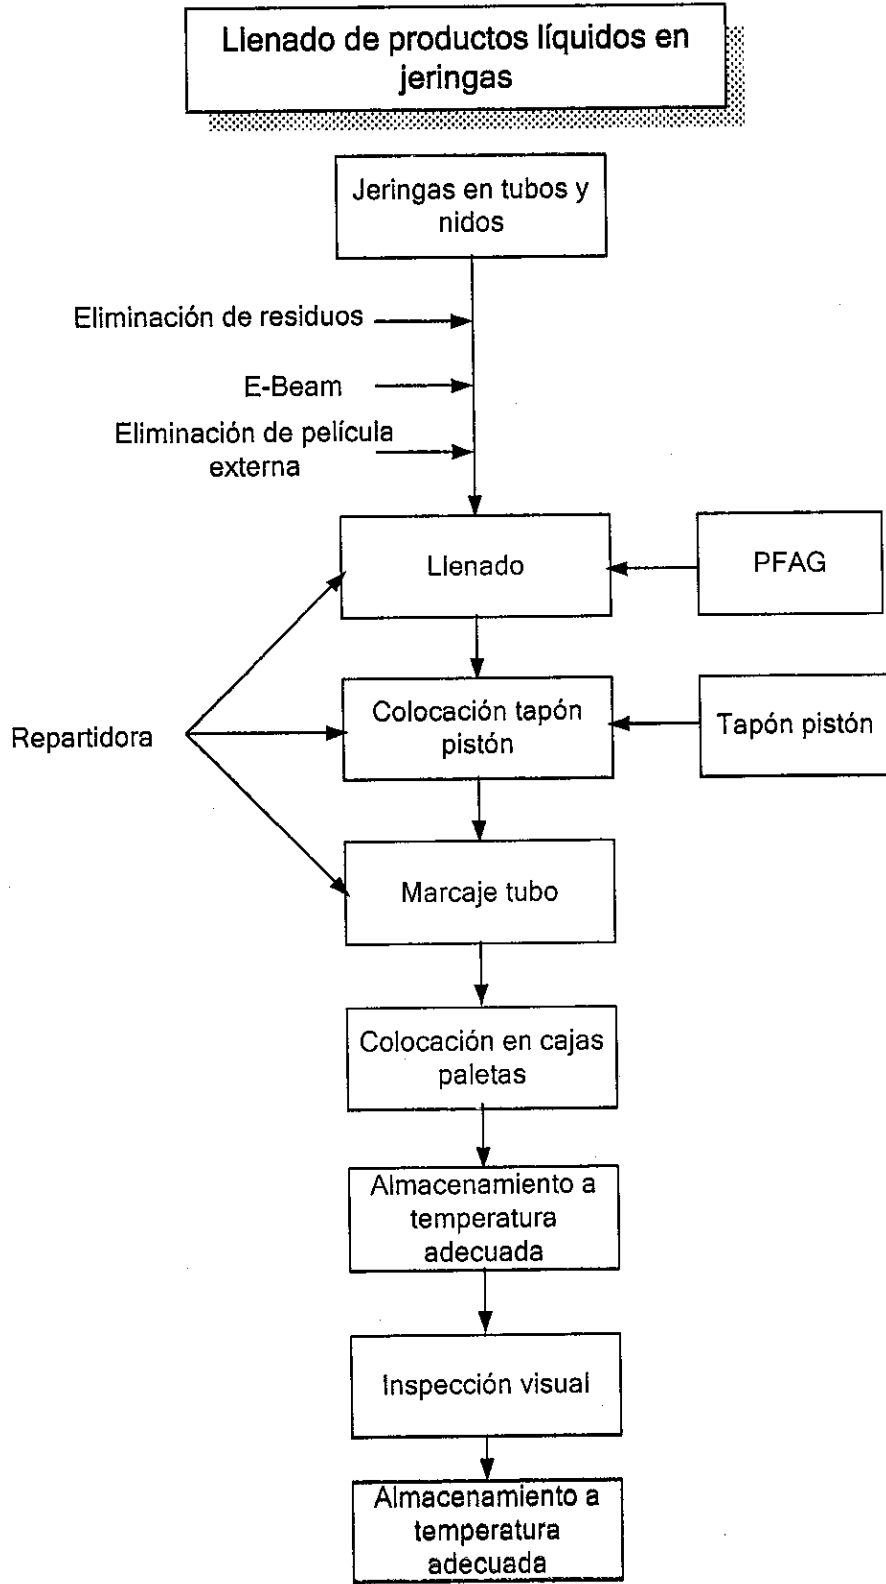 Llenado de productos líquidos en
jeringas
Jeringas en tubos y
nidos
Eliminación de residuos
E-Beam
Eliminación de película
externa
Llenado
PFAG
Repartidora
Colocación tapón
pistón
Tapón pistón
Marcaje tubo
Colocación en cajas
paletas
Almacenamiento a
temperatura
adecuada
Inspección visual
Almacenamiento a
temperatura
adecuada